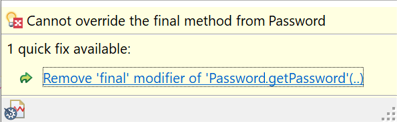 Cannot override the final method from Password
1 quick fix available:
Remove 'final' modifier of 'Password.getPassword'(..)